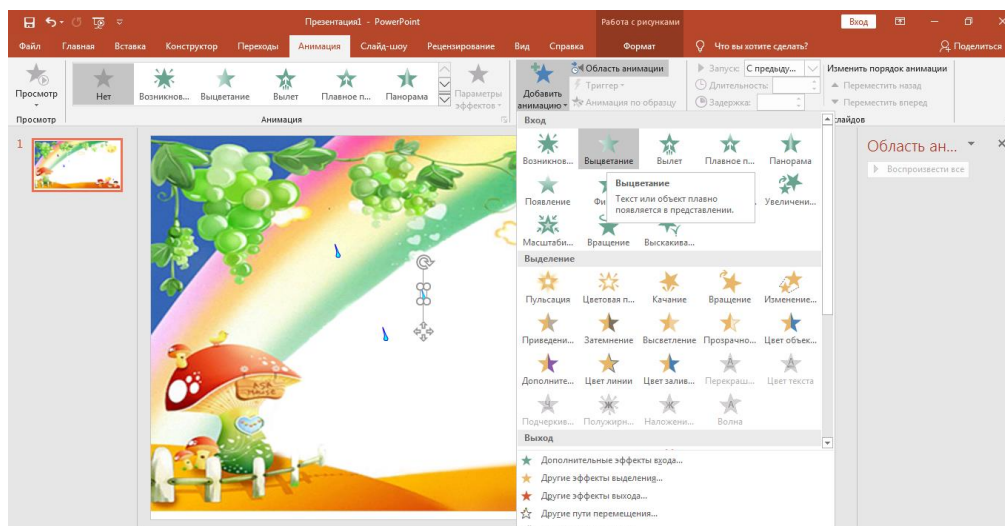 Презентация1 - PowerPoint
Работа с рисунками
Вход
Файл Главная Вставка Конструктор Переходы Анимация Слайд-шоу Рецензирование Вид Справка Формат Что вы хотите сделать? Поделиться
Просмотр
Нет
Возникнов...
Выцветание
Вылет
Плавное п...
Панорама
Параметры эффектов
Добавить анимацию
Область анимации
Триггер
Анимация по образцу
Запуск: С предыду...
Длительность:
Задержка:
Изменить порядок анимации
Переместить назад
Переместить вперед
Просмотр
Анимация
слайдов
1
ASA
HOUSE
Вход
Возникнов... Выцветание Вылет Плавное п... Панорама
Появление Фи... Увеличени...
Выцветание
Текст или объект плавно
появляется в представлении.
Масштаби... Вращение Выскакива...
Выделение
Пульсация Цветовая п... Качание Вращение Изменение...
Приведени... Затемнение Высветление Прозрачно... Цвет объек...
Дополните... Цвет линии Цвет залив... Перекраш... Цвет текста
Подчеркив... Полужирн... Наложени... Волна
Выход
Дополнительные эффекты входа...
Другие эффекты выделения...
Другие эффекты выхода...
Другие пути перемещения...
Область ан...
Воспроизвести все